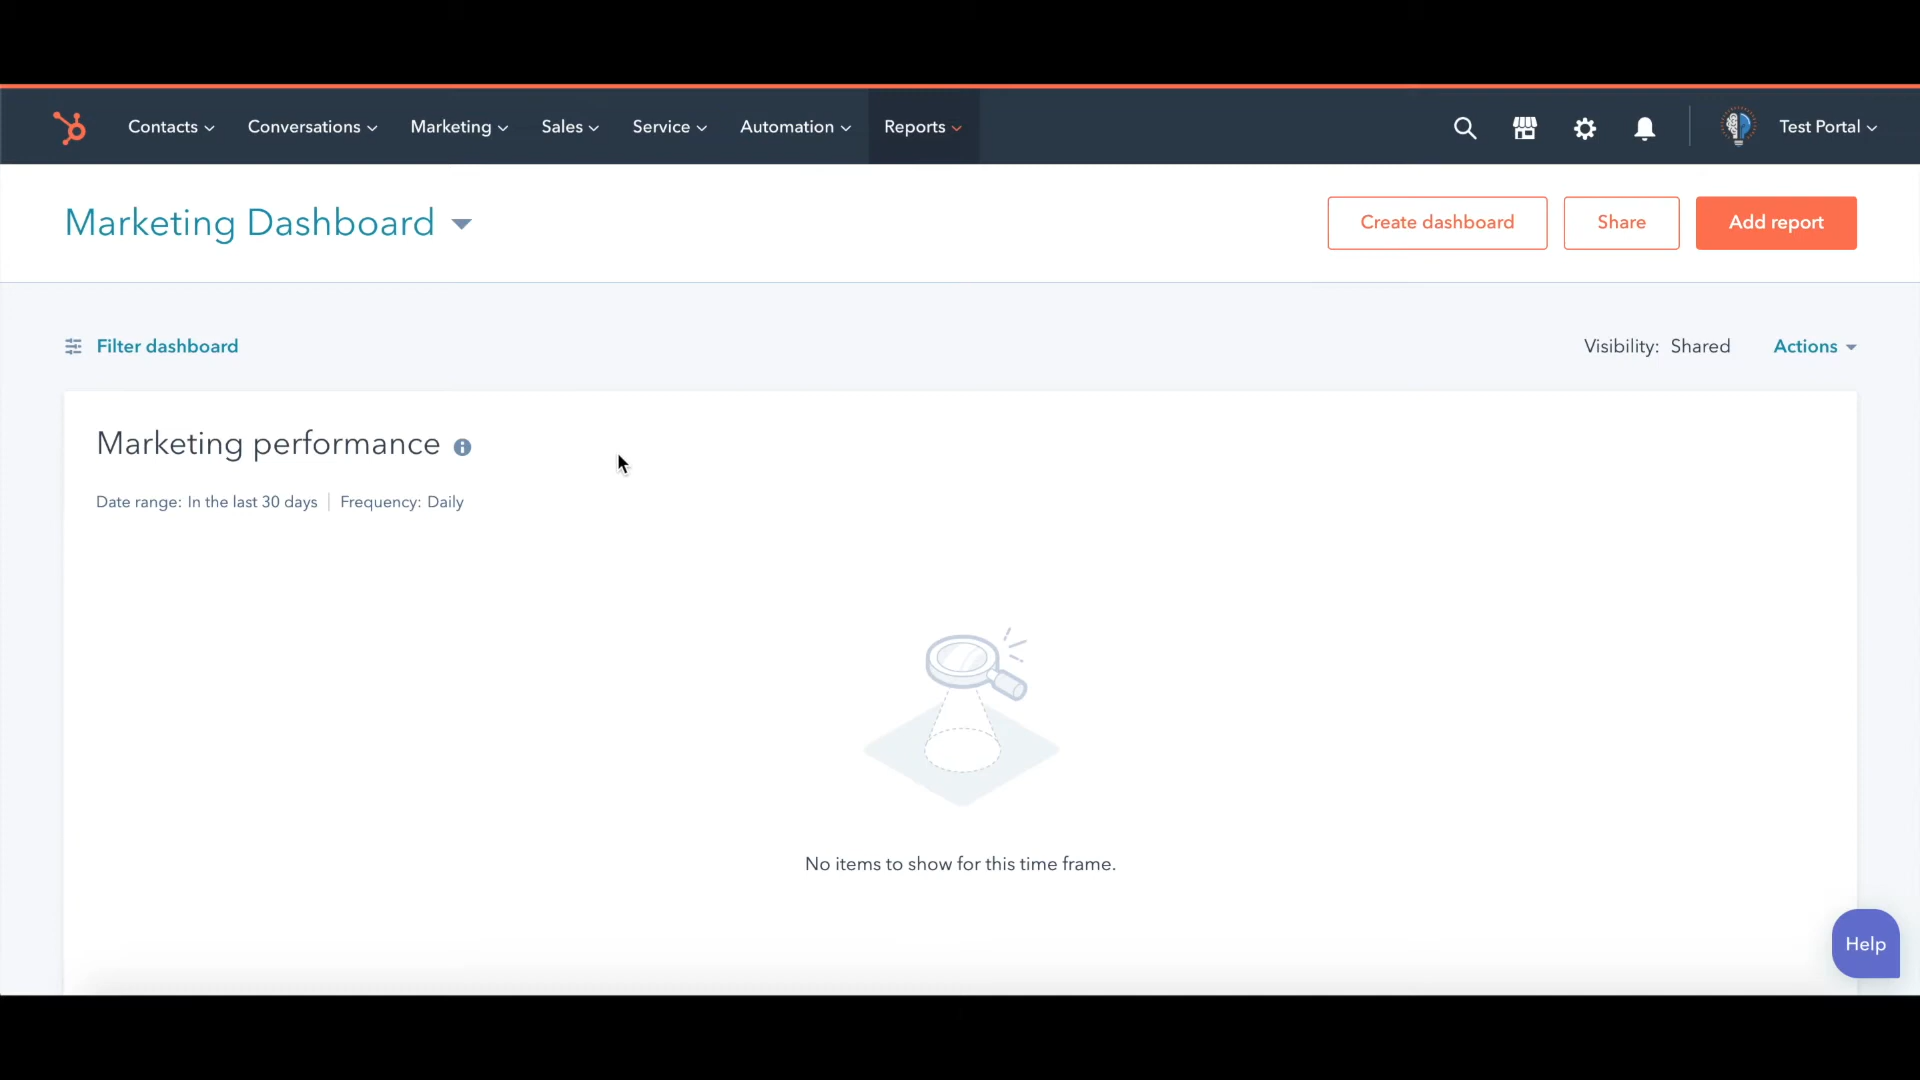 Contacts Conversations Marketing Sales Service Automation Reports Test Portal
Marketing Dashboard Create dashboard Share Add report
Filter dashboard Visibility: Shared Actions
Marketing performance
Date range: In the last 30 days | Frequency: Daily
No items to show for this time frame.
Help